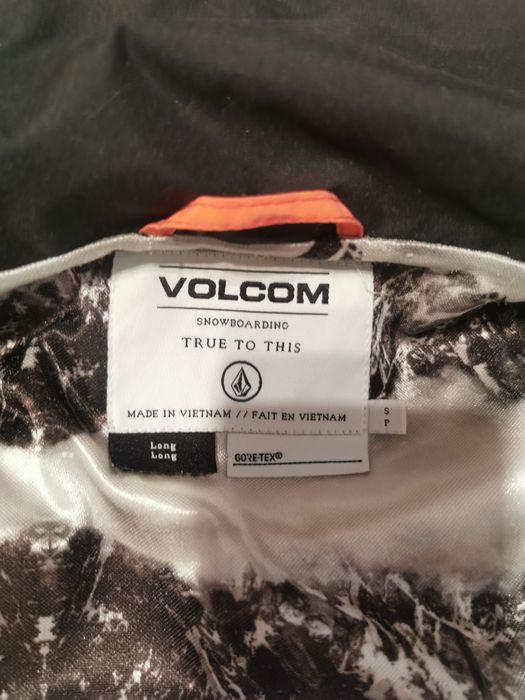 VOLCOM
SNOWBOARDING
TRUE TO THIS
MADE IN VIETNAM // FAIT EN VIETNAM
S
P
Long
Long
GORE-TEX®